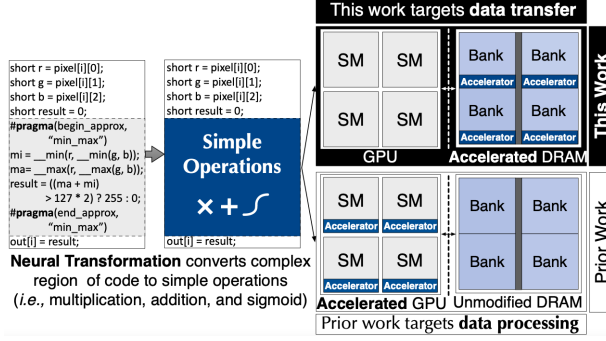 This work targets data transfer
short r = pixel[i][0];
short g = pixel[i][1];
short b = pixel[i][2];
short result = 0;
#pragma(begin_approx,
"min_max")
mi = __min(r, __min(g, b));
ma= __max(r, __max(g, b));
result = ((ma + mi)
> 127 * 2) ? 255 : 0;
#pragma(end_approx,
"min_max")
out[i] = result;
short r = pixel[i][0];
short g = pixel[i][1];
short b = pixel[i][2];
short result = 0;
Simple
Operations
×+
out[i] = result;
Neural Transformation converts complex
region of code to simple operations
(i.e., multiplication, addition, and sigmoid)
SM SM
SM SM
GPU
Bank Bank
Accelerator Accelerator
Bank Bank
Accelerator Accelerator
Accelerated DRAM
This Work
SM SM
Accelerator Accelerator
SM SM
Accelerator Accelerator
Accelerated GPU
Bank Bank
Bank Bank
Unmodified DRAM
Prior Work
Prior work targets data processing